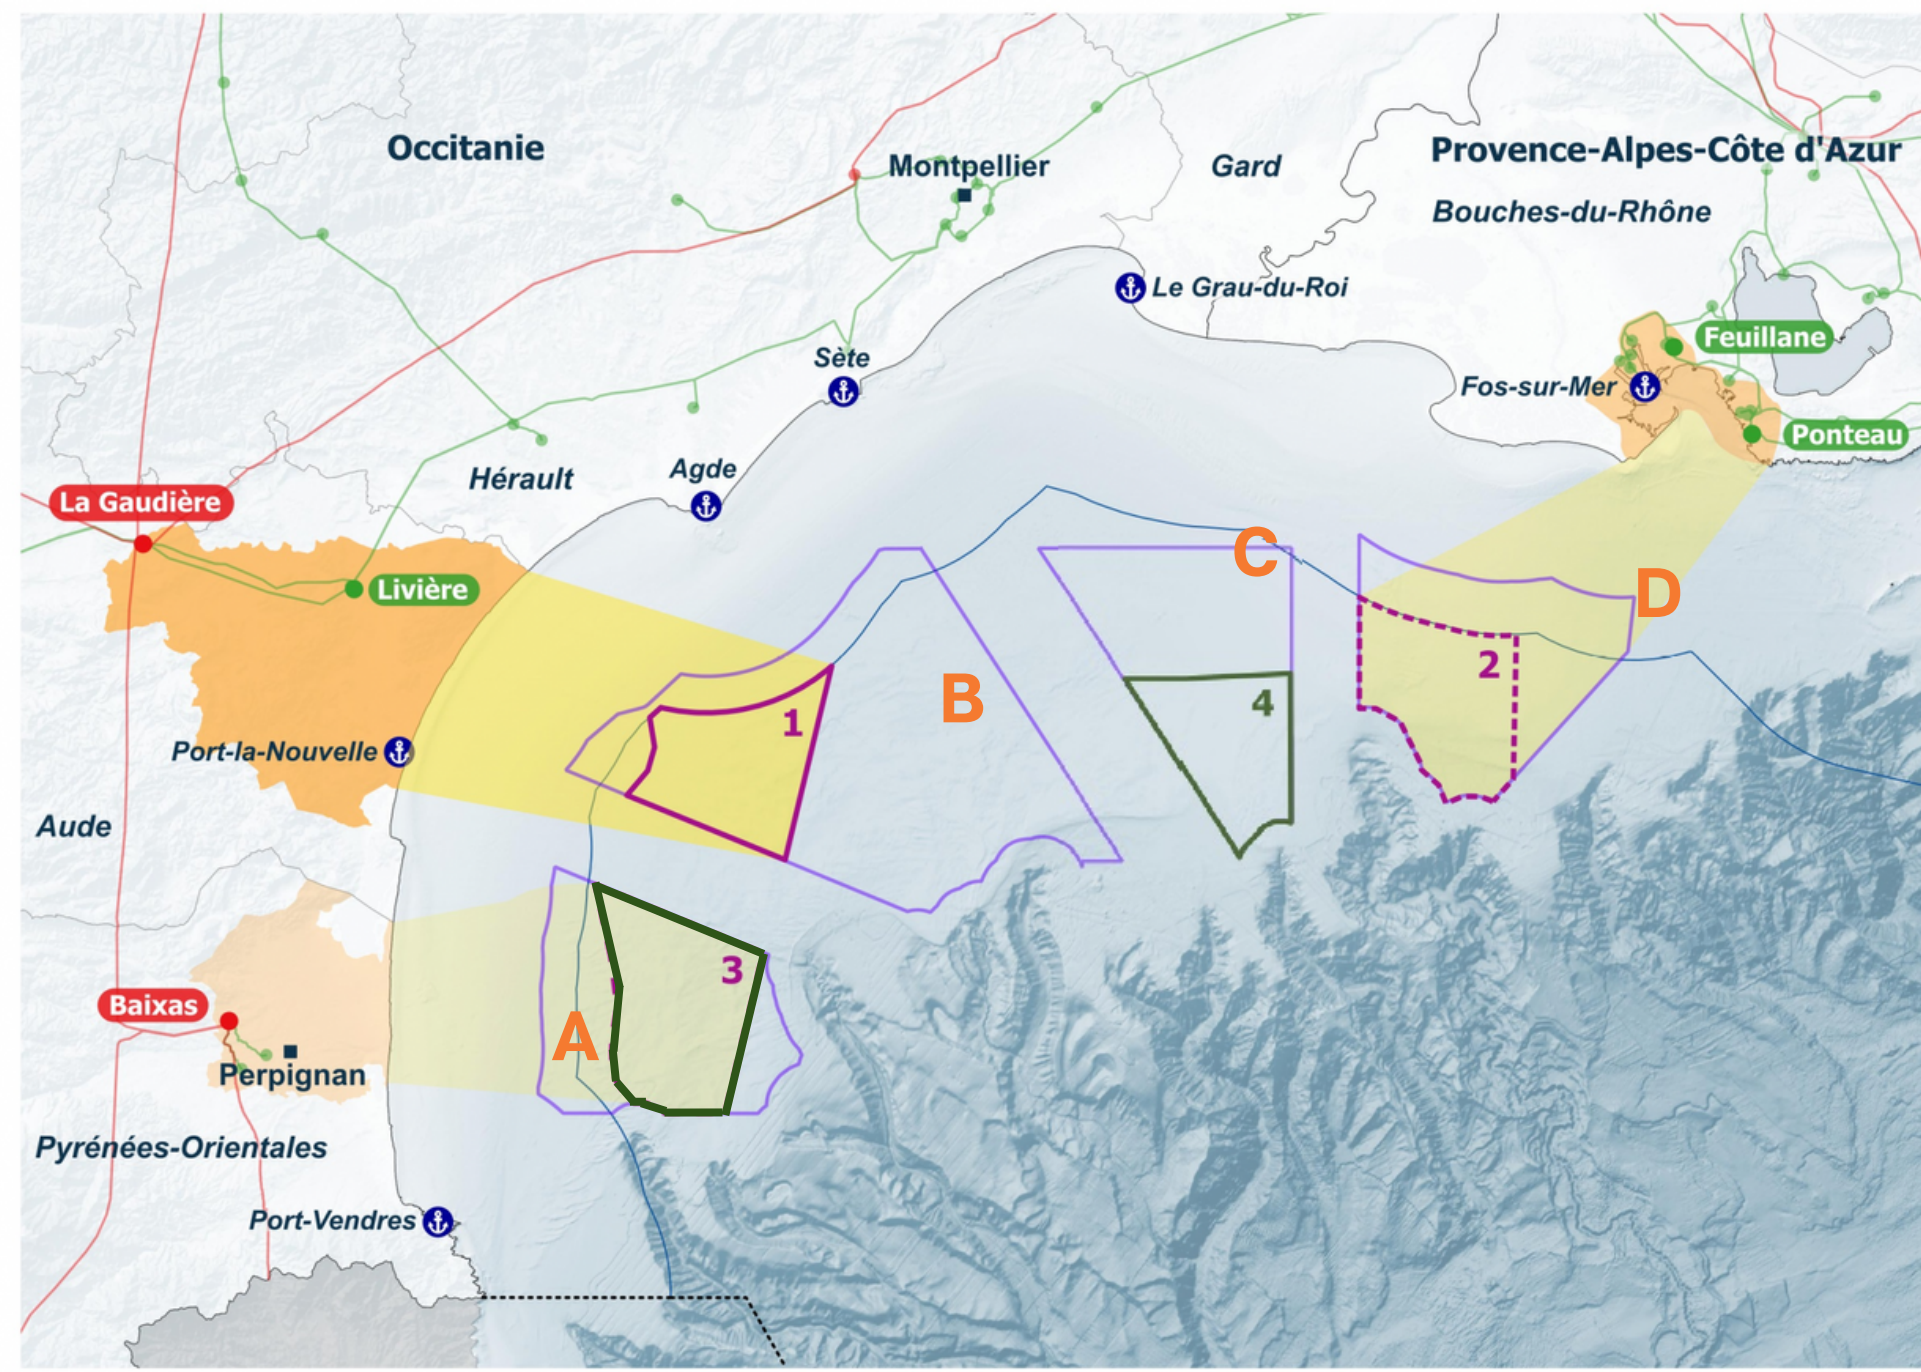 Occitanie
Montpellier
Gard
Provence-Alpes-Côte d'Azur
Bouches-du-Rhône
Le Grau-du-Roi
Feuillane
Sète
Fos-sur-Mer
Ponteau
Agde
Hérault
La Gaudière
Livière
C
D
2
B
4
1
Port-la-Nouvelle
Aude
3
Baixas
A
Perpignan
Pyrénées-Orientales
Port-Vendres